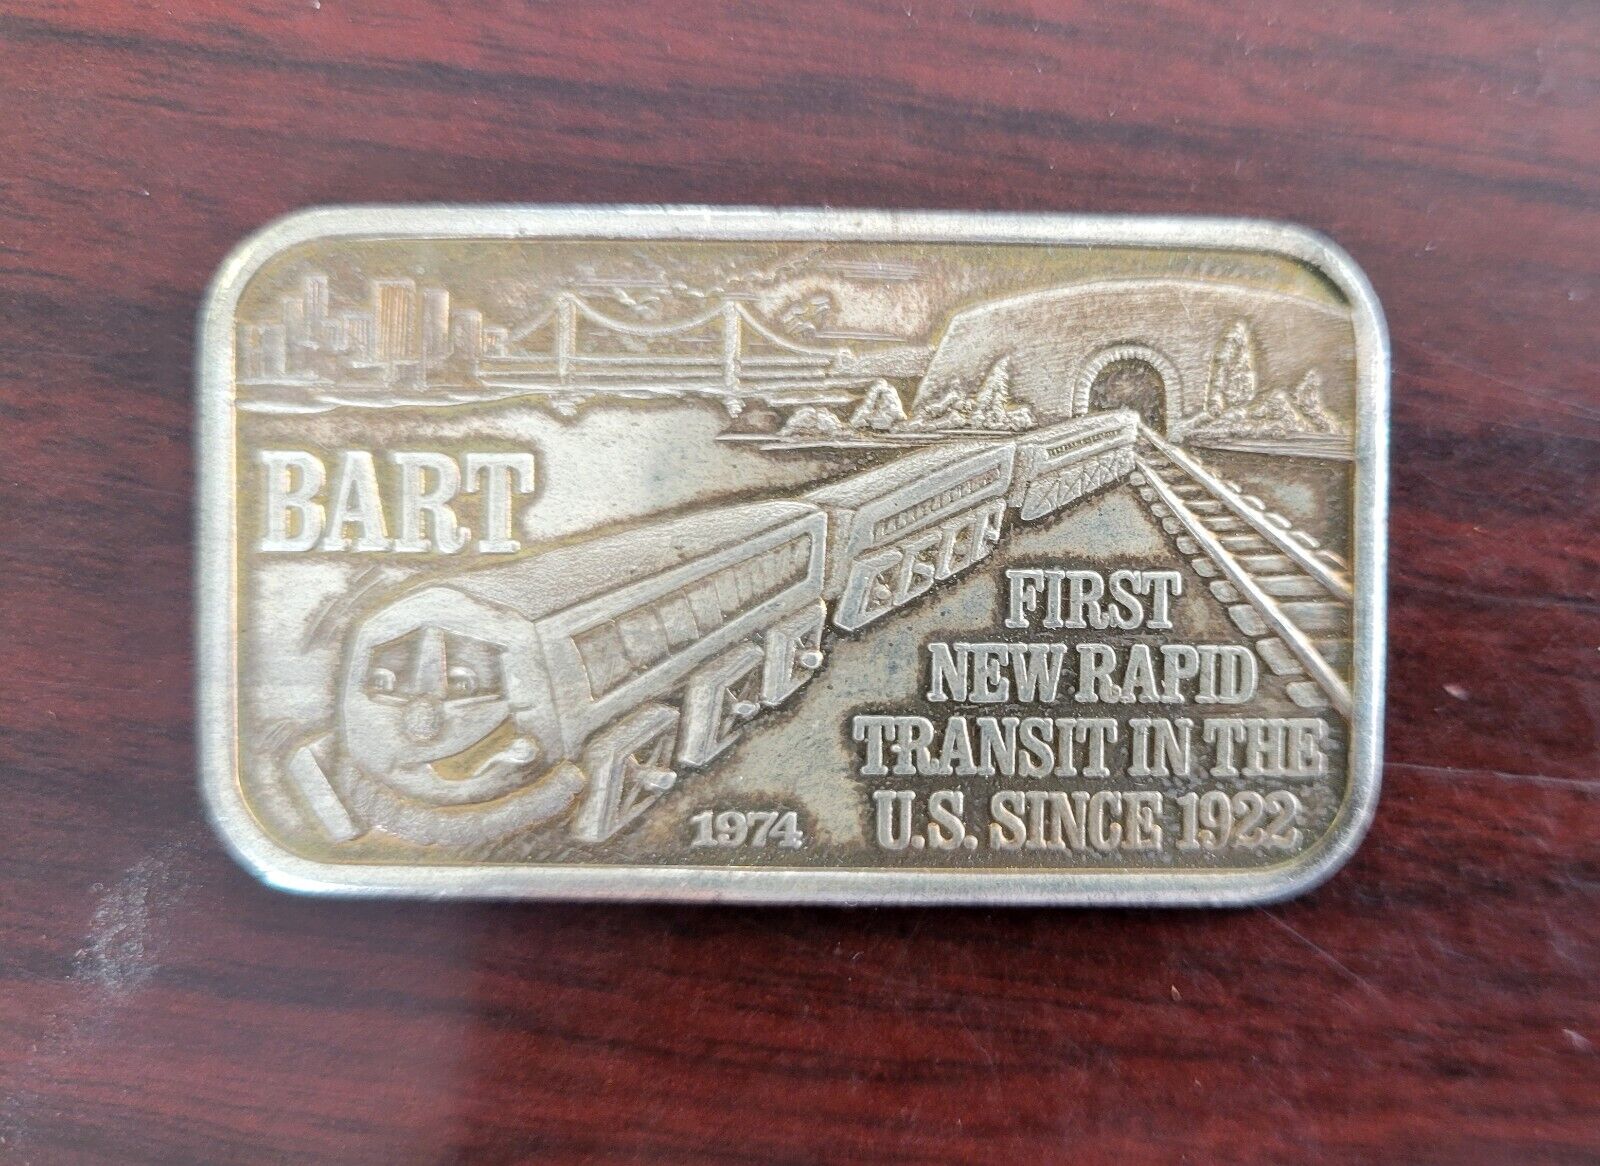 BART
FIRST
NEW RAPID
TRANSIT IN THE
U.S. SINCE 1922
1974